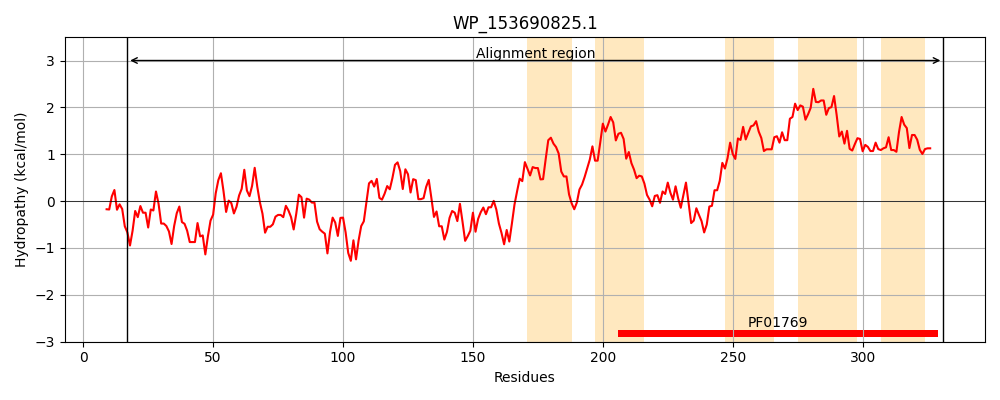 WP_153690825.1
Alignment region
Hydropathy (kcal/mol)
3
2
1
0
−1
−2
−3
PF01769
0 50 100 150 200 250 300
Residues